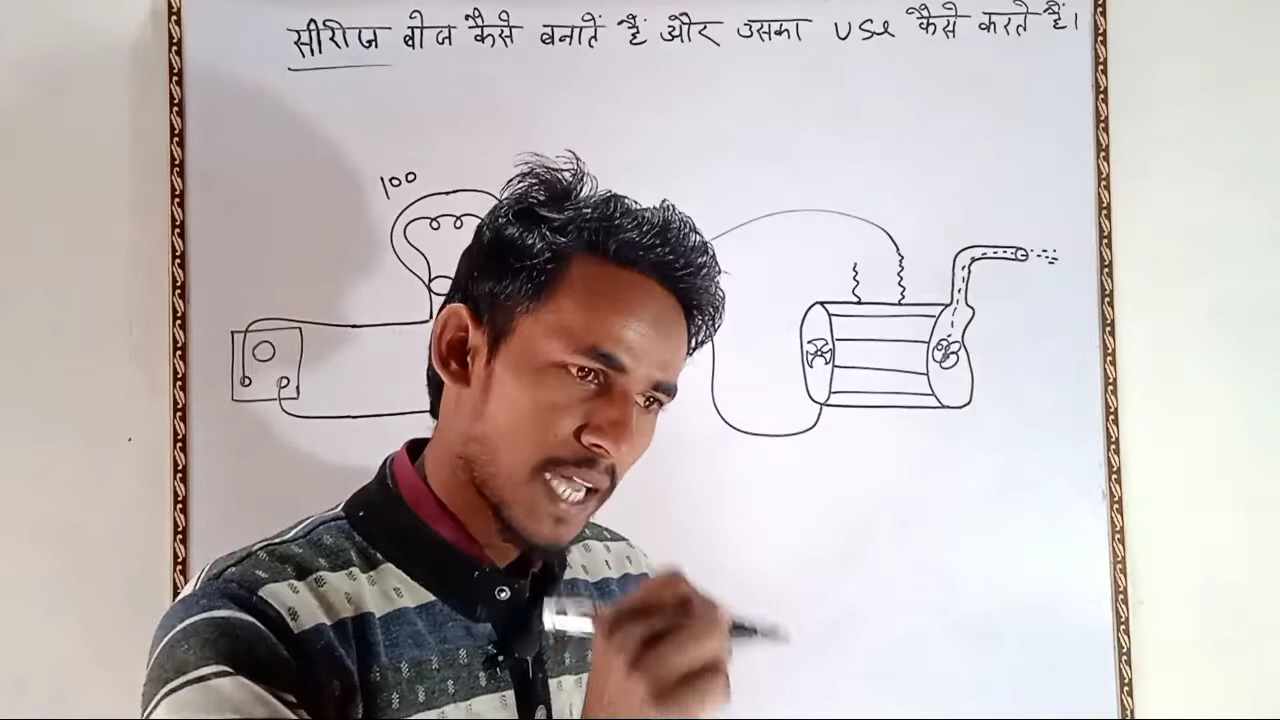 सीरीज बोर्ज कैसे बनातें हैं और उसका use कैसे करते हैं।
100